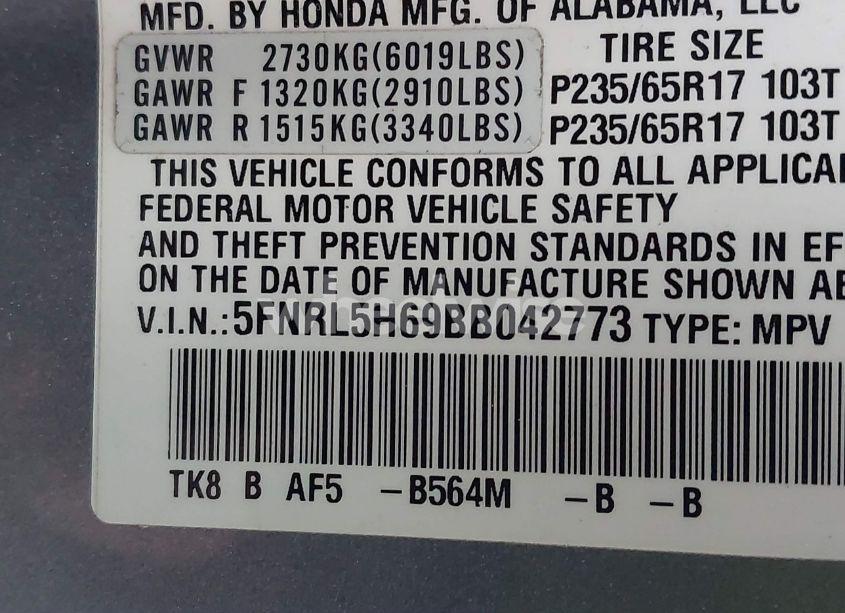 MFD. BY HONDA MFG. OF ALABAMA, LLC
GVWR 2730KG(6019LBS) TIRE SIZE
GAWR F 1320KG(2910LBS) P235/65R17 103T
GAWR R 1515KG(3340LBS) P235/65R17 103T
THIS VEHICLE CONFORMS TO ALL APPLICA
FEDERAL MOTOR VEHICLE SAFETY
AND THEFT PREVENTION STANDARDS IN EF
ON THE DATE OF MANUFACTURE SHOWN AB
V.I.N.:5FNRL5H69BB042773 TYPE: MPV
TK8 B AF5 -B564M -B -B